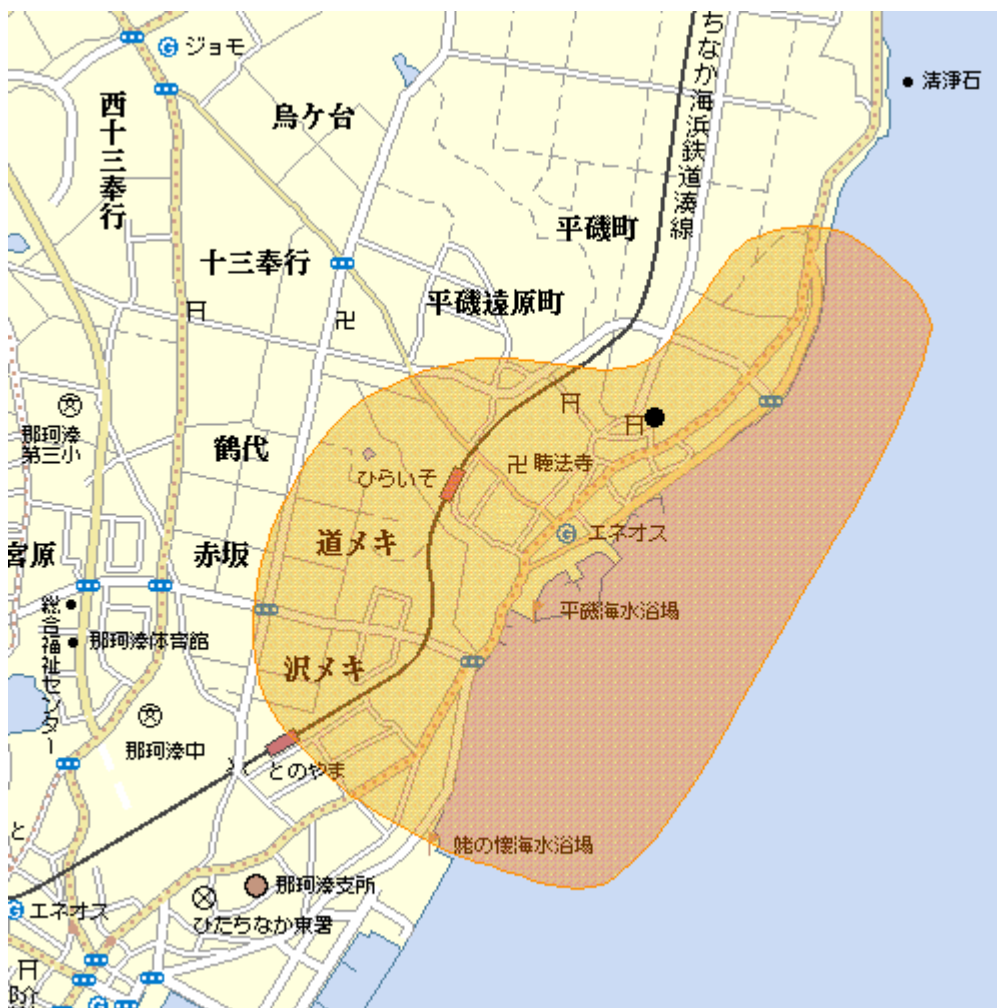 ジョモ
ちなか海浜鉄道湊線
清浄石
西十三奉行
烏ケ台
平磯町
十三奉行
平磯遠原町
那珂湊
第三小
鶴代
ひらいそ
聴法寺
エネオス
道メキ
宮原
赤坂
総合福祉センター
平磯海水浴場
那珂湊体育館
沢メキ
那珂湊中
とのやま
姥の懐海水浴場
と
那珂湊支所
エネオス
ひたちなか東署